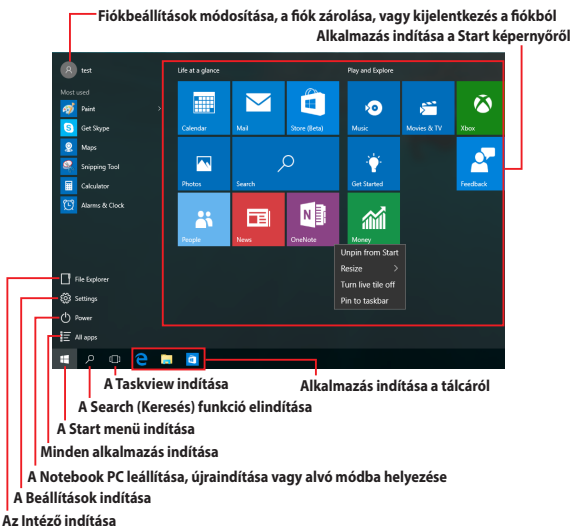 Fiókbeállítások módosítása, a fiók zárolása, vagy kijelentkezés a fiókból
Alkalmazás indítása a Start képernyőről
test
Life at a glance
Play and Explore
Most used
Paint
Get Skype
Maps
Snipping Tool
Calculator
Alarms & Clock
Calendar
Mail
Store (Beta)
Music
Movies & TV
Xbox
Photos
Search
Get Started
Feedback
People
News
OneNote
Money
Unpin from Start
Resize
Turn live tile off
Pin to taskbar
File Explorer
Settings
Power
All apps
A Taskview indítása
Alkalmazás indítása a tálcáról
A Search (Keresés) funkció elindítása
A Start menü indítása
Minden alkalmazás indítása
A Notebook PC leállítása, újraindítása vagy alvó módba helyezése
A Beállítások indítása
Az Intéző indítása